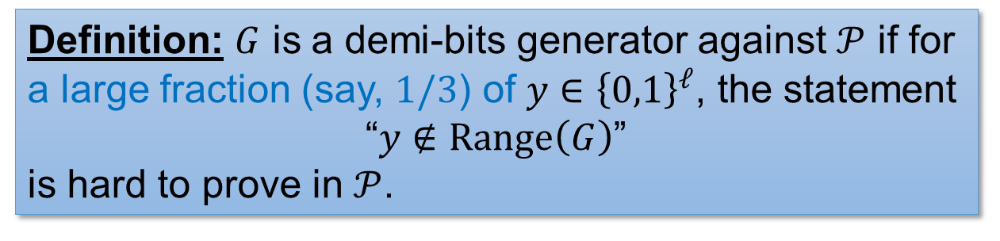 Definition: G is a demi-bits generator against 𝒫 if for
a large fraction (say, 1/3) of y ∈ {0,1}^ℓ, the statement
“y ∉ Range(G)”
is hard to prove in 𝒫.